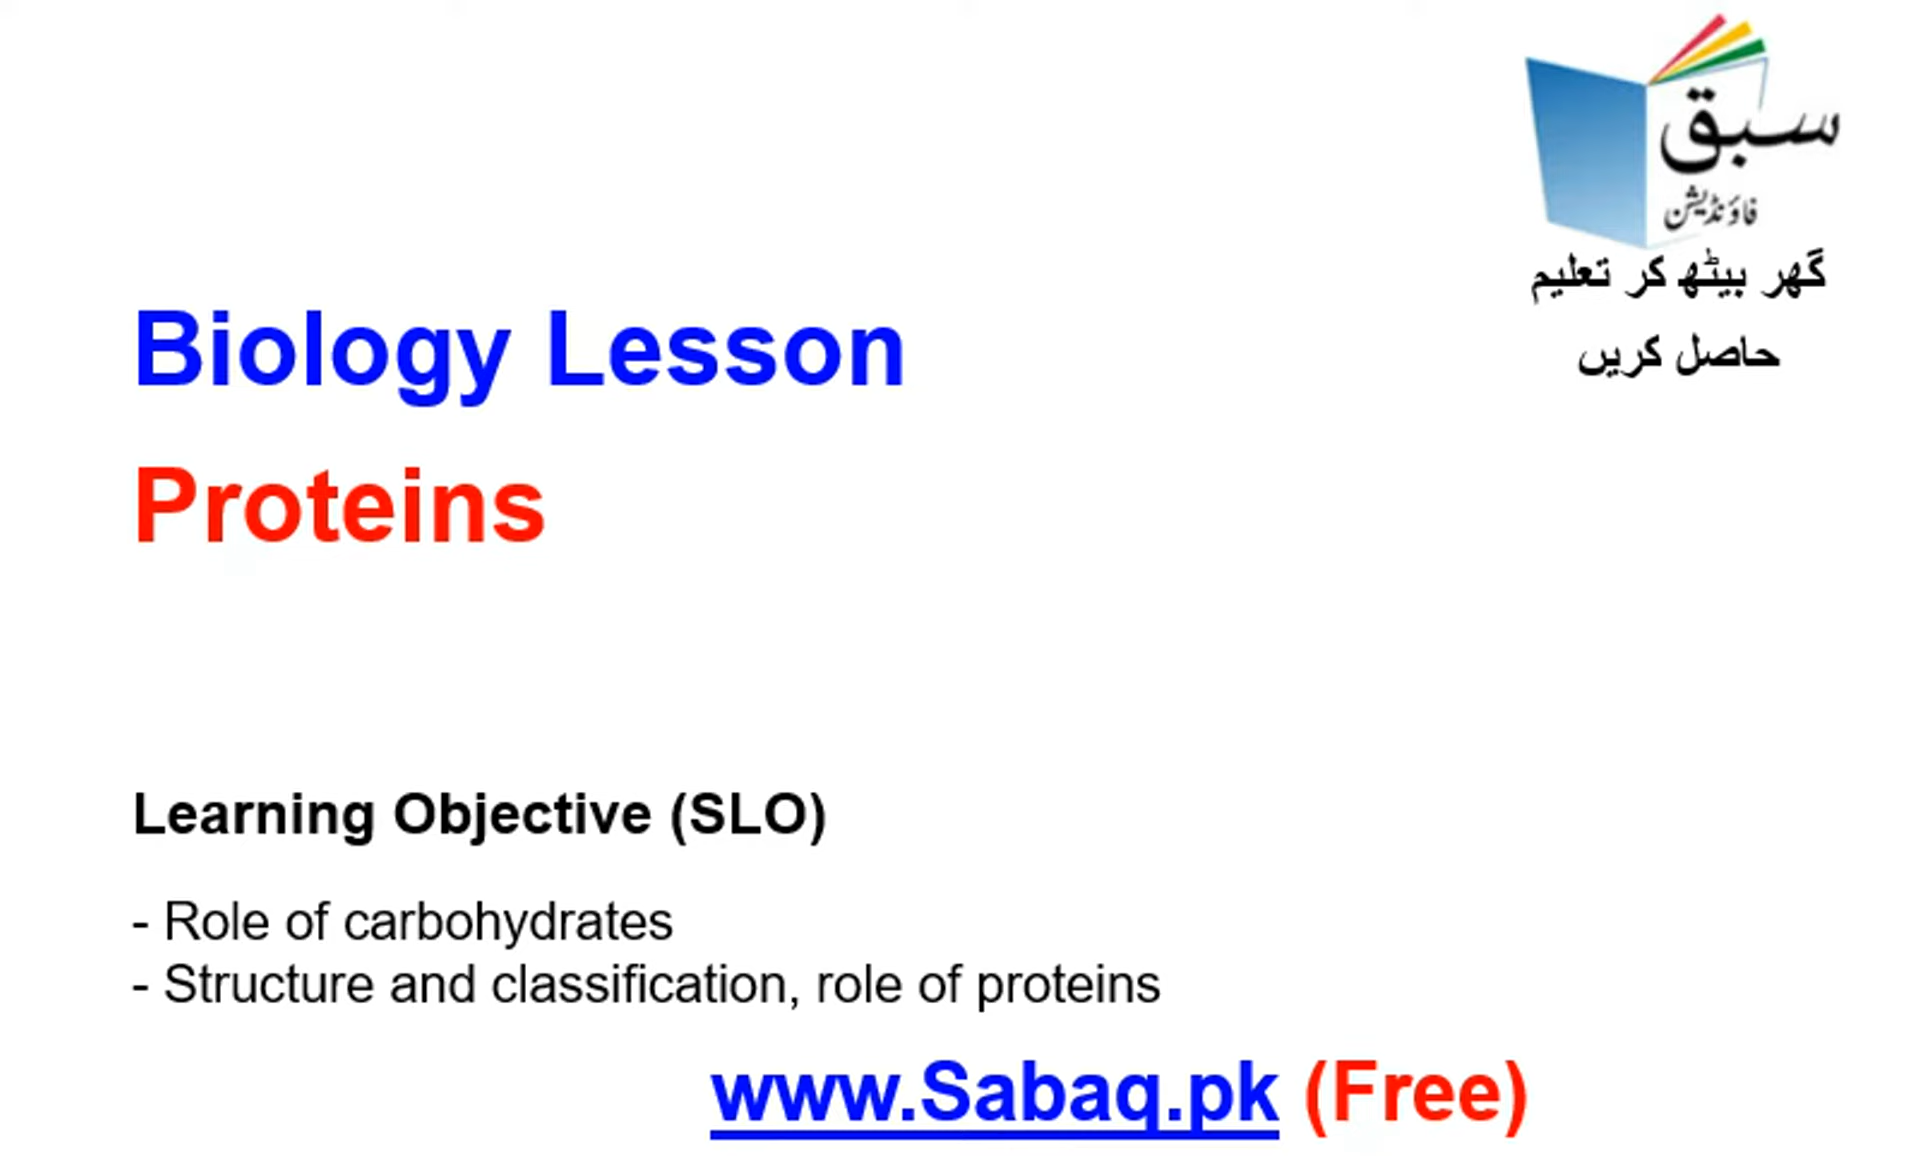 سبق
فاؤنڈیشن
گھر بیٹھ کر تعلیم
حاصل کریں
Biology Lesson
Proteins
Learning Objective (SLO)
- Role of carbohydrates
- Structure and classification, role of proteins
www.Sabaq.pk (Free)